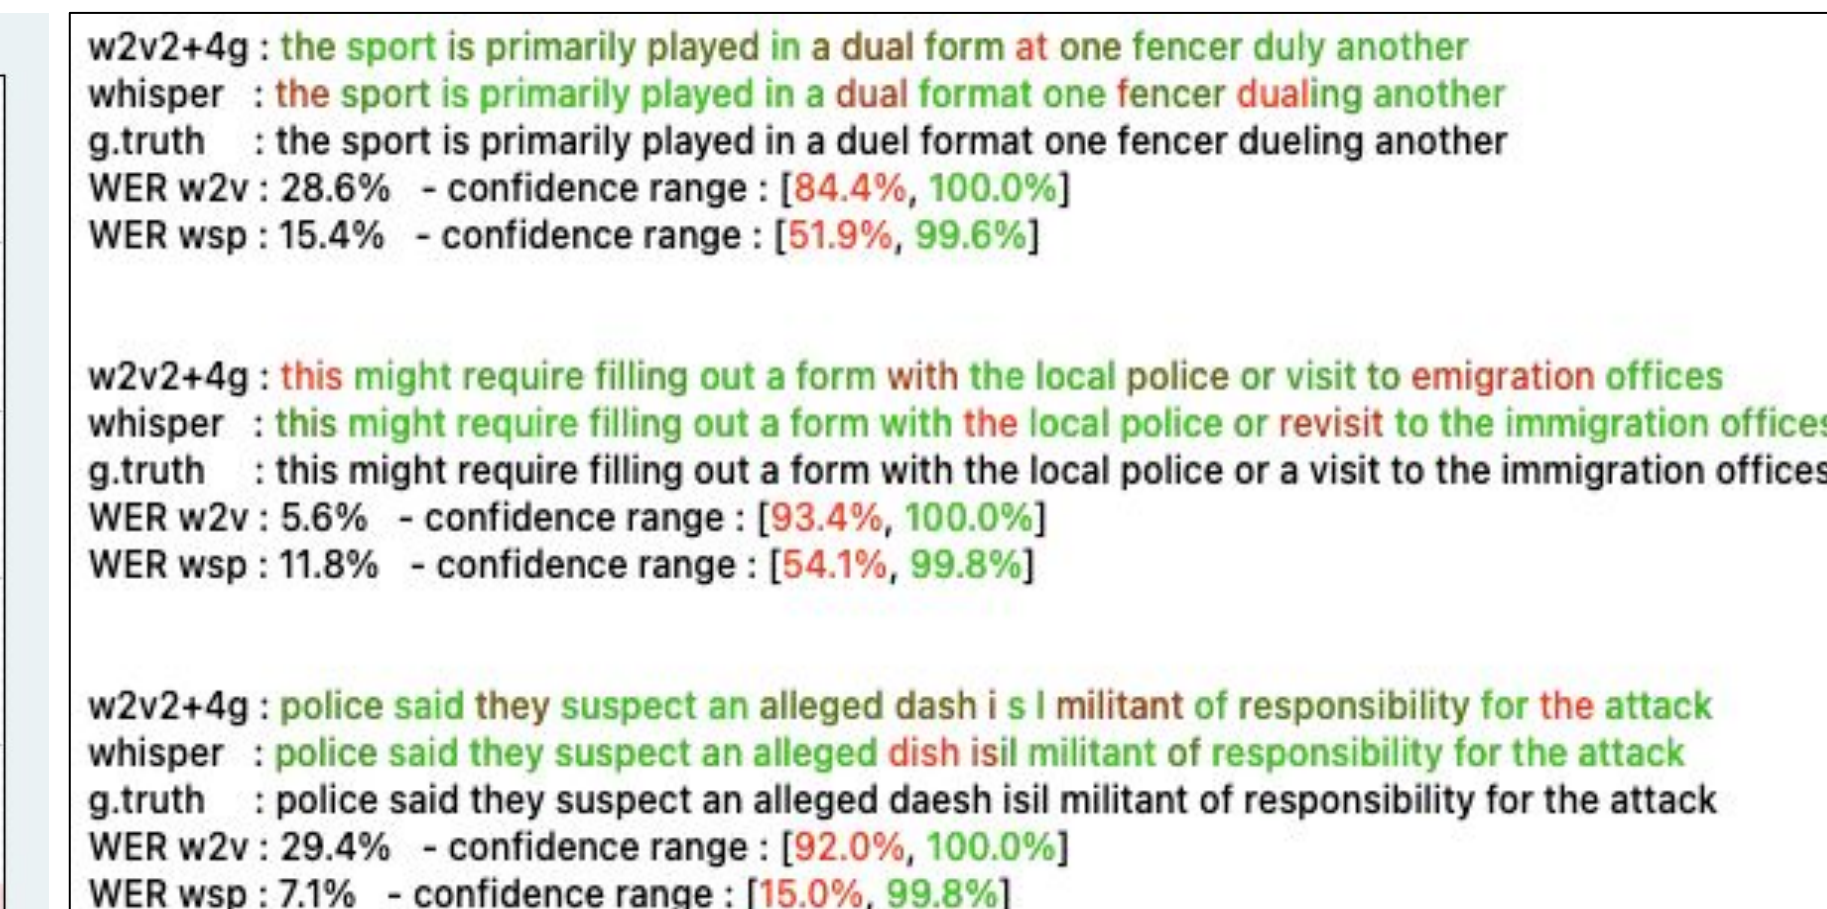 w2v2+4g : the sport is primarily played in a dual form at one fencer duly another
whisper : the sport is primarily played in a dual format one fencer dualing another
g.truth : the sport is primarily played in a duel format one fencer dueling another
WER w2v : 28.6% - confidence range : [84.4%, 100.0%]
WER wsp : 15.4% - confidence range : [51.9%, 99.6%]
w2v2+4g : this might require filling out a form with the local police or visit to emigration offices
whisper : this might require filling out a form with the local police or revisit to the immigration offices
g.truth : this might require filling out a form with the local police or a visit to the immigration offices
WER w2v : 5.6% - confidence range : [93.4%, 100.0%]
WER wsp : 11.8% - confidence range : [54.1%, 99.8%]
w2v2+4g : police said they suspect an alleged dash i s l militant of responsibility for the attack
whisper : police said they suspect an alleged dish isil militant of responsibility for the attack
g.truth : police said they suspect an alleged daesh isil militant of responsibility for the attack
WER w2v : 29.4% - confidence range : [92.0%, 100.0%]
WER wsp : 7.1% - confidence range : [15.0%, 99.8%]